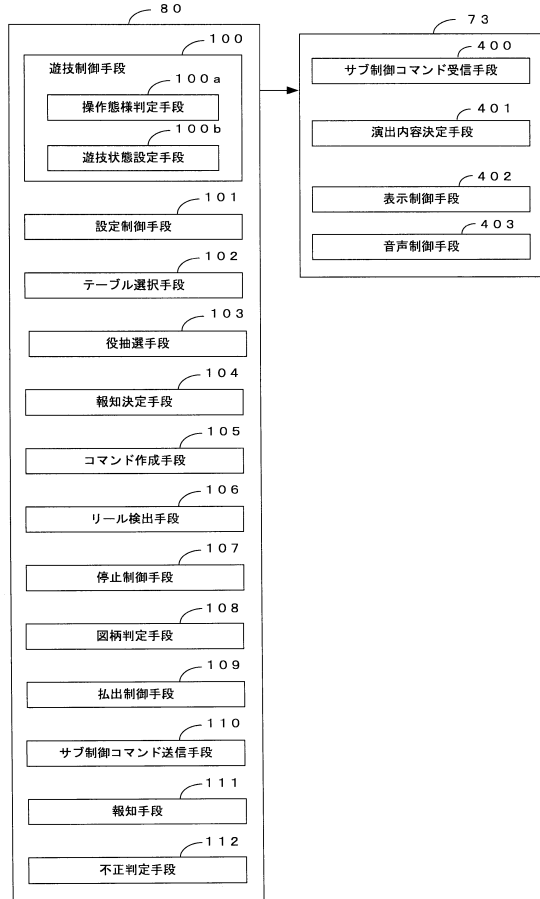 ８０
１００
遊技制御手段
１００ａ
操作態様判定手段
１００ｂ
遊技状態設定手段
１０１
設定制御手段
１０２
テーブル選択手段
１０３
役抽選手段
１０４
報知決定手段
１０５
コマンド作成手段
１０６
リール検出手段
１０７
停止制御手段
１０８
図柄判定手段
１０９
払出制御手段
１１０
サブ制御コマンド送信手段
１１１
報知手段
１１２
不正判定手段
７３
４００
サブ制御コマンド受信手段
４０１
演出内容決定手段
４０２
表示制御手段
４０３
音声制御手段